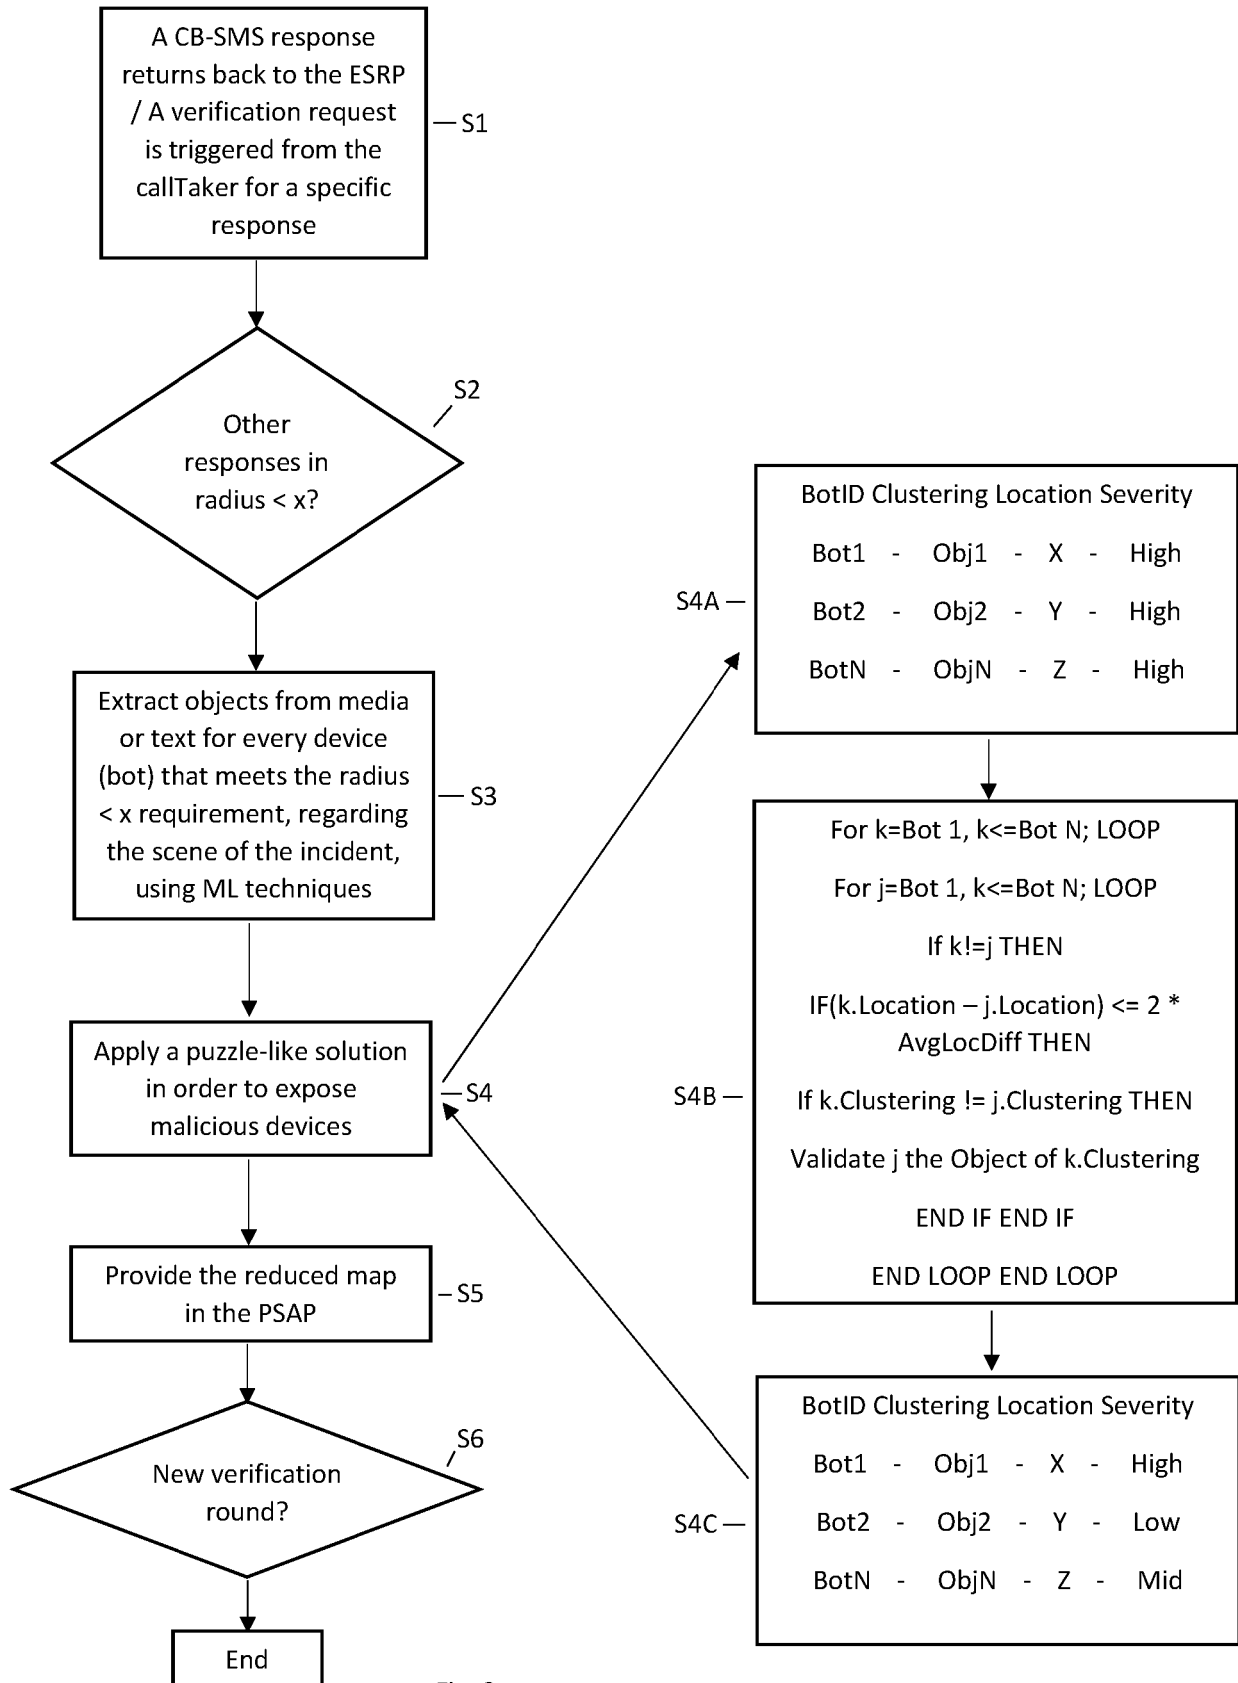 A CB-SMS response
returns back to the ESRP
/ A verification request
is triggered from the
callTaker for a specific
response
S1
Other
responses in
radius < x?
S2
Extract objects from media
or text for every device
(bot) that meets the radius
< x requirement, regarding
the scene of the incident,
using ML techniques
S3
Apply a puzzle-like solution
in order to expose
malicious devices
S4
Provide the reduced map
in the PSAP
S5
New verification
round?
S6
End
BotID Clustering Location Severity
Bot1 - Obj1 - X - High
Bot2 - Obj2 - Y - High
BotN - ObjN - Z - High
S4A
For k=Bot 1, k<=Bot N; LOOP
For j=Bot 1, k<=Bot N; LOOP
If k!=j THEN
IF(k.Location – j.Location) <= 2 *
AvgLocDiff THEN
If k.Clustering != j.Clustering THEN
Validate j the Object of k.Clustering
END IF END IF
END LOOP END LOOP
S4B
BotID Clustering Location Severity
Bot1 - Obj1 - X - High
Bot2 - Obj2 - Y - Low
BotN - ObjN - Z - Mid
S4C